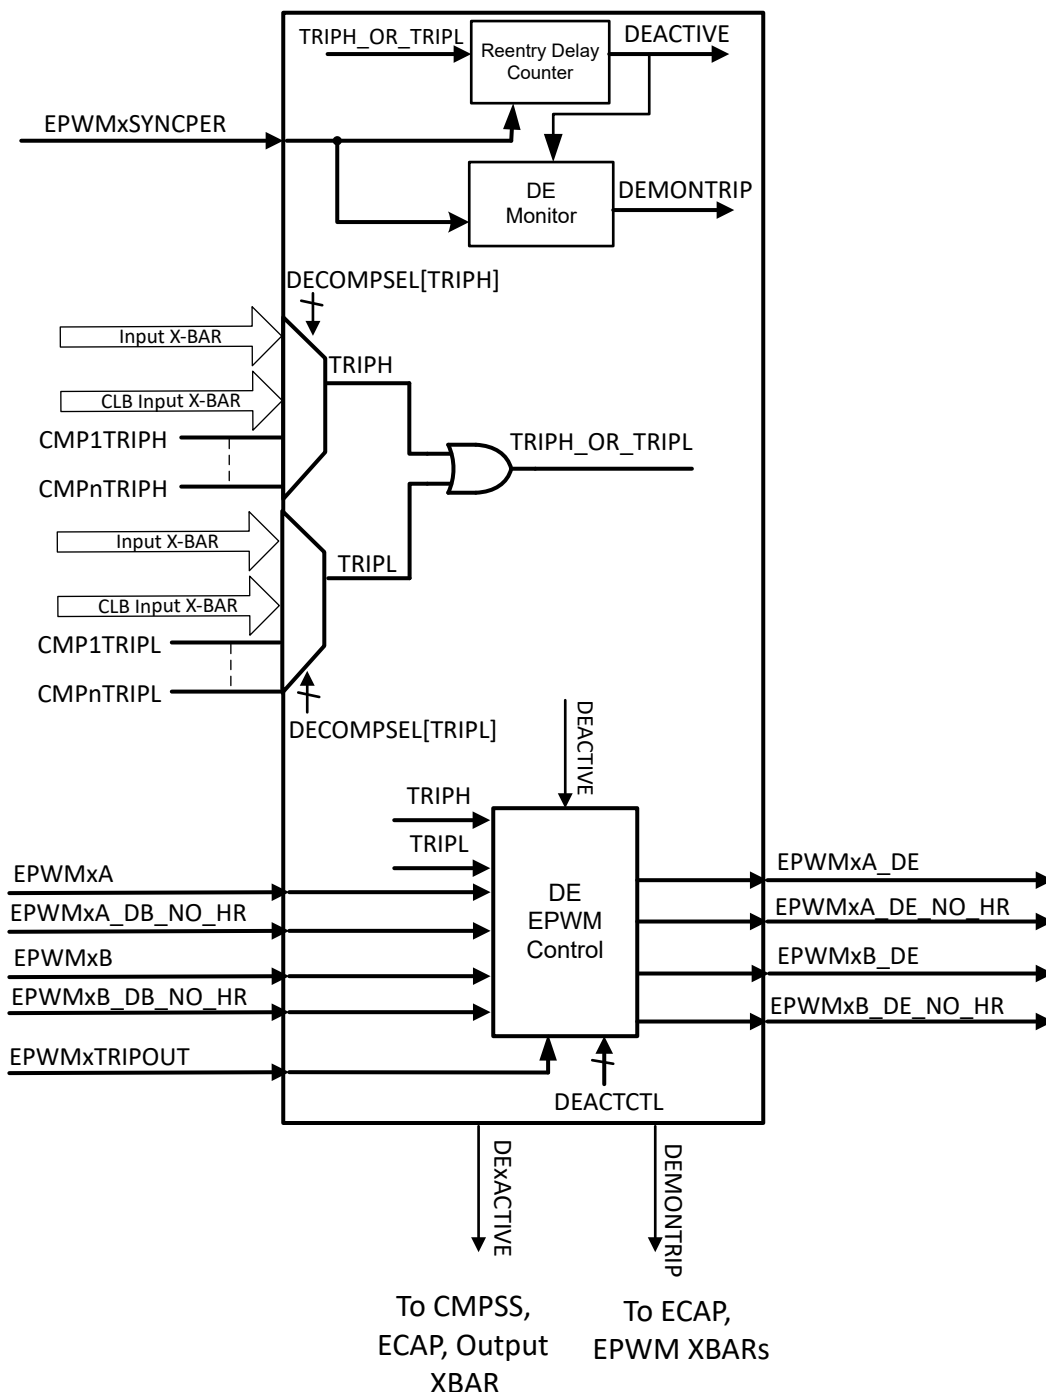 TRIPH_OR_TRIPL
DEACTIVE
Reentry Delay
Counter
EPWMxSYNCPER
DE
Monitor
DEMONTRIP
DECOMPSEL[TRIPH]
Input X-BAR
TRIPH
CLB Input X-BAR
CMP1TRIPH
TRIPH_OR_TRIPL
CMPnTRIPH
Input X-BAR
TRIPL
CLB Input X-BAR
CMP1TRIPL
CMPnTRIPL
DECOMPSEL[TRIPL]
DEACTIVE
TRIPH
TRIPL
EPWMxA
EPWMxA_DB_NO_HR
EPWMxB
EPWMxB_DB_NO_HR
EPWMxTRIPOUT
DE
EPWM
Control
EPWMxA_DE
EPWMxA_DE_NO_HR
EPWMxB_DE
EPWMxB_DE_NO_HR
DEACTCTL
DExACTIVE
DEMONTRIP
To CMPSS,
ECAP, Output
XBAR
To ECAP,
EPWM XBARs